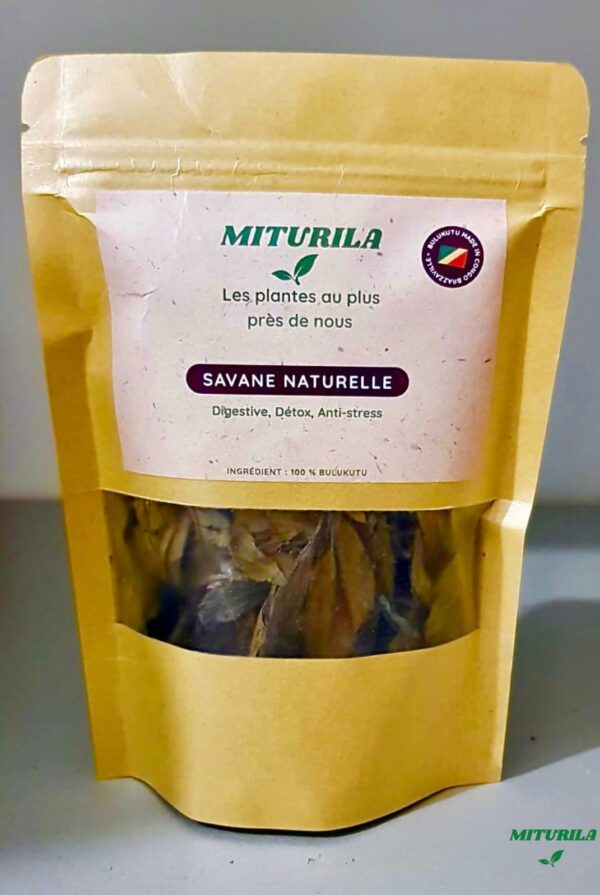 MITURILA
BULUKUTU MADE IN CONGO BRAZZAVILLE •
Les plantes au plus
près de nous
SAVANE NATURELLE
Digestive, Détox, Anti-stress
INGRÉDIENT : 100 % BULUKUTU
MITURILA